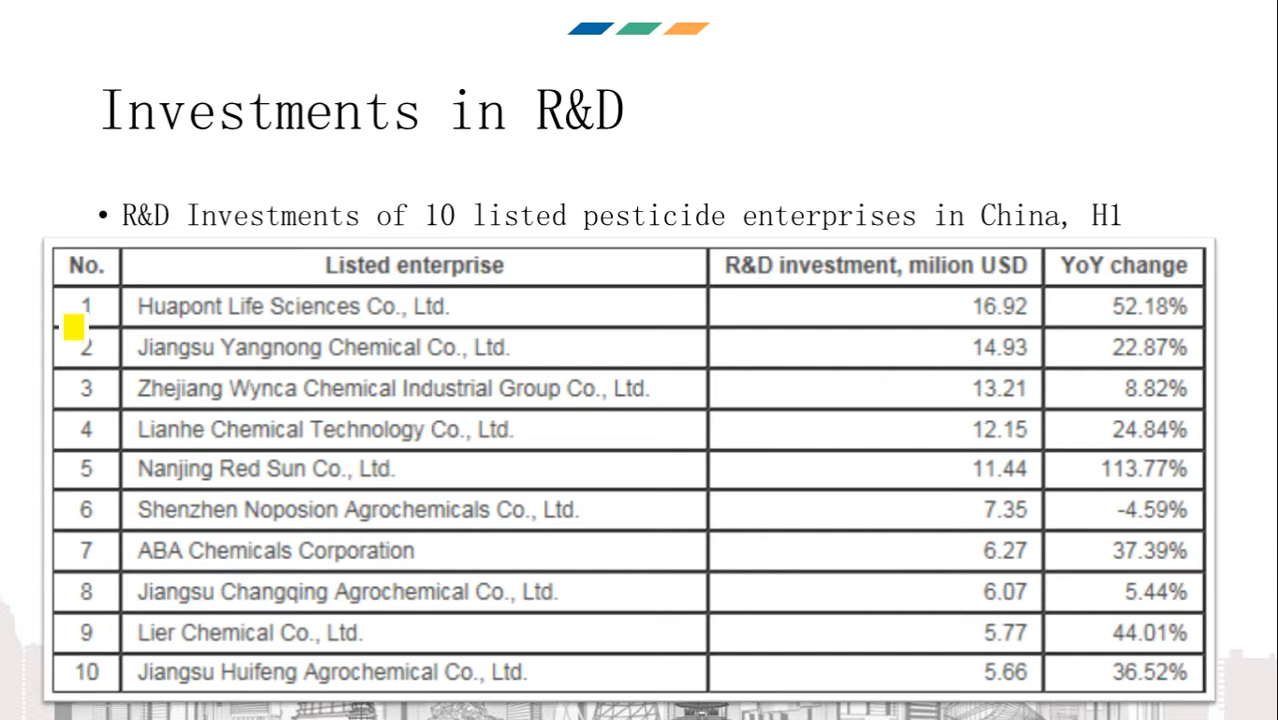 Investments in R&D
• R&D Investments of 10 listed pesticide enterprises in China, H1
No. Listed enterprise R&D investment, milion USD YoY change
1 Huapont Life Sciences Co., Ltd. 16.92 52.18%
2 Jiangsu Yangnong Chemical Co., Ltd. 14.93 22.87%
3 Zhejiang Wynca Chemical Industrial Group Co., Ltd. 13.21 8.82%
4 Lianhe Chemical Technology Co., Ltd. 12.15 24.84%
5 Nanjing Red Sun Co., Ltd. 11.44 113.77%
6 Shenzhen Noposion Agrochemicals Co., Ltd. 7.35 -4.59%
7 ABA Chemicals Corporation 6.27 37.39%
8 Jiangsu Changqing Agrochemical Co., Ltd. 6.07 5.44%
9 Lier Chemical Co., Ltd. 5.77 44.01%
10 Jiangsu Huifeng Agrochemical Co., Ltd. 5.66 36.52%